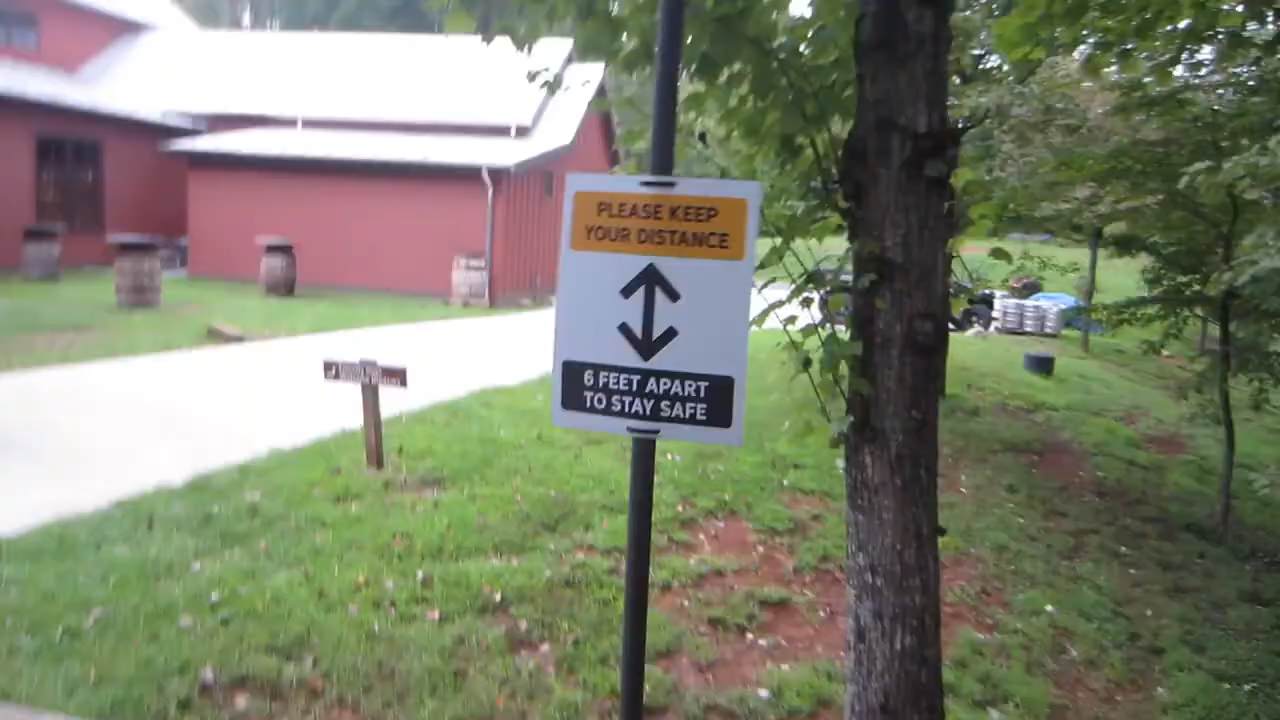 PLEASE KEEP
YOUR DISTANCE
6 FEET APART
TO STAY SAFE